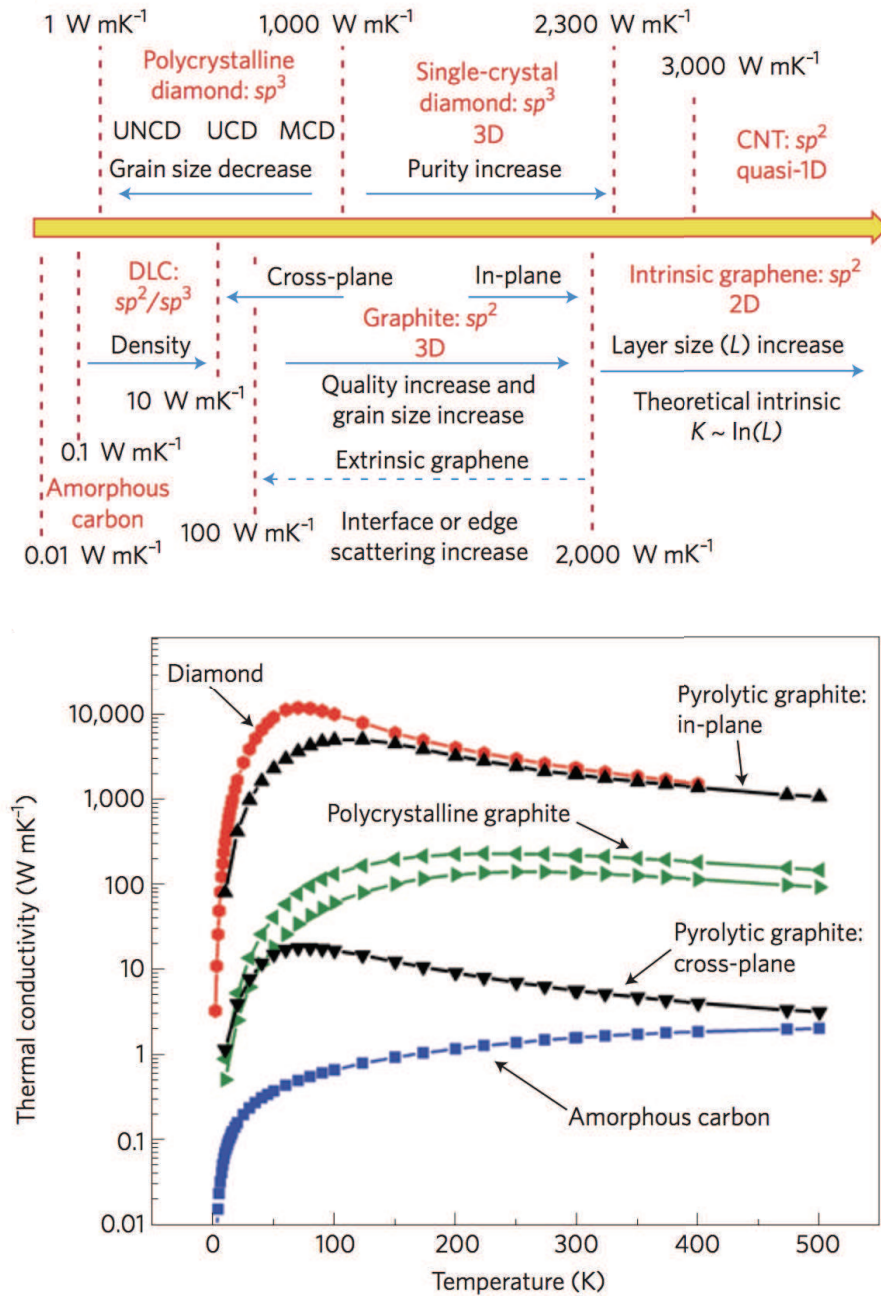 1 W mK⁻¹
1,000 W mK⁻¹
2,300 W mK⁻¹
3,000 W mK⁻¹
Polycrystalline
diamond: sp³
Single-crystal
diamond: sp³
3D
CNT: sp²
quasi-1D
UNCD UCD MCD
Grain size decrease
Purity increase
DLC:
sp²/sp³
Cross-plane
In-plane
Intrinsic graphene: sp²
2D
Density
Graphite: sp²
3D
Layer size (L) increase
Quality increase and
grain size increase
Theoretical intrinsic
K ~ ln(L)
10 W mK⁻¹
0.1 W mK⁻¹
Extrinsic graphene
Amorphous
carbon
100 W mK⁻¹
Interface or edge
scattering increase
0.01 W mK⁻¹
2,000 W mK⁻¹
Diamond
Pyrolytic graphite:
in-plane
Polycrystalline graphite
Pyrolytic graphite:
cross-plane
Amorphous carbon
Thermal conductivity (W mK⁻¹)
10,000
1,000
100
10
1
0.1
0.01
0 100 200 300 400 500
Temperature (K)